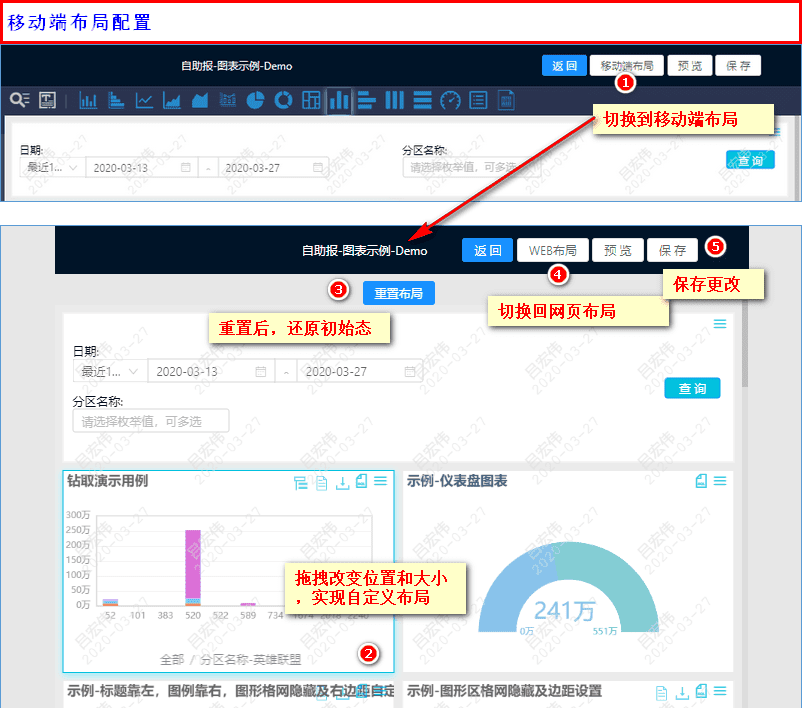 移动端布局配置
自助报-图表示例-Demo
返 回
移动端布局
预 览
保 存
1
切换到移动端布局
日期:
最近1...
2020-03-13
-
2020-03-27
分区名称:
请选择枚举值，可多选
查 询
自助报-图表示例-Demo
返 回
WEB布局
预 览
保 存
5
3
重置布局
4
保存更改
重置后，还原初始态
切换回网页布局
日期:
最近1...
2020-03-13
-
2020-03-27
查 询
分区名称:
请选择枚举值，可多选
钻取演示用例
300万
250万
200万
150万
100万
50万
0万
52 101 383 520 522 589 734
拖拽改变位置和大小
，实现自定义布局
全部 / 分区名称-英雄联盟
2
示例-仪表盘图表
241万
0万
551万
示例-标题靠左，图例靠右，图形格网隐藏及右边距自定
示例-图形区格网隐藏及边距设置
吕宏伟
2020-03-27